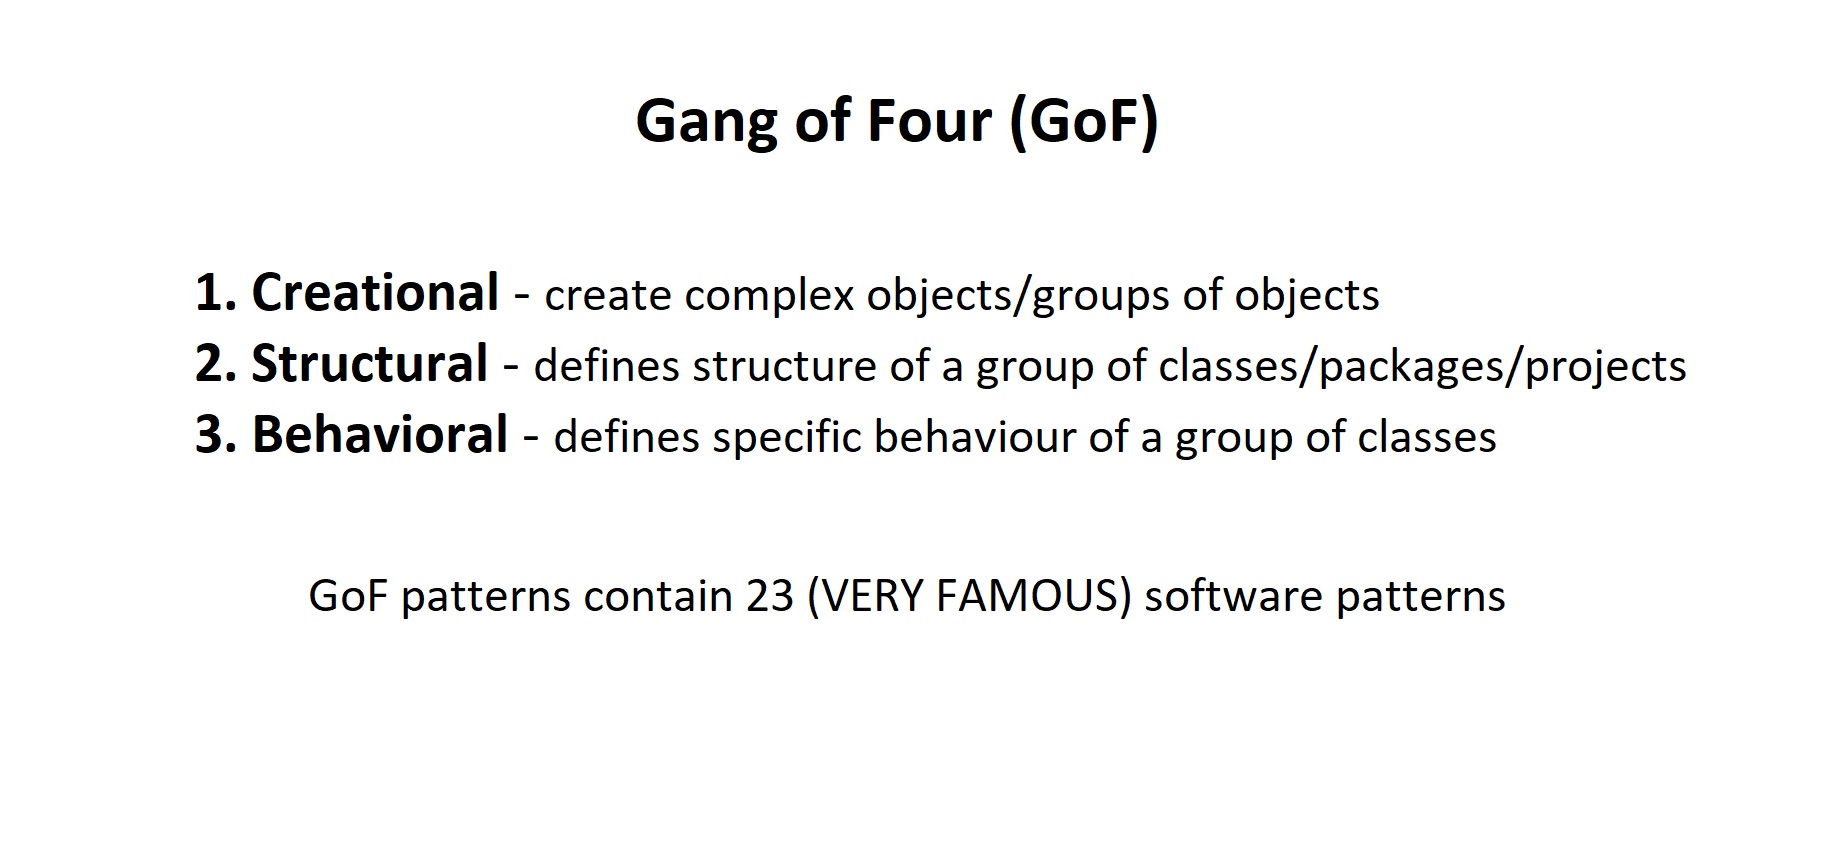 Gang of Four (GoF)
1. Creational - create complex objects/groups of objects
2. Structural - defines structure of a group of classes/packages/projects
3. Behavioral - defines specific behaviour of a group of classes
GoF patterns contain 23 (VERY FAMOUS) software patterns